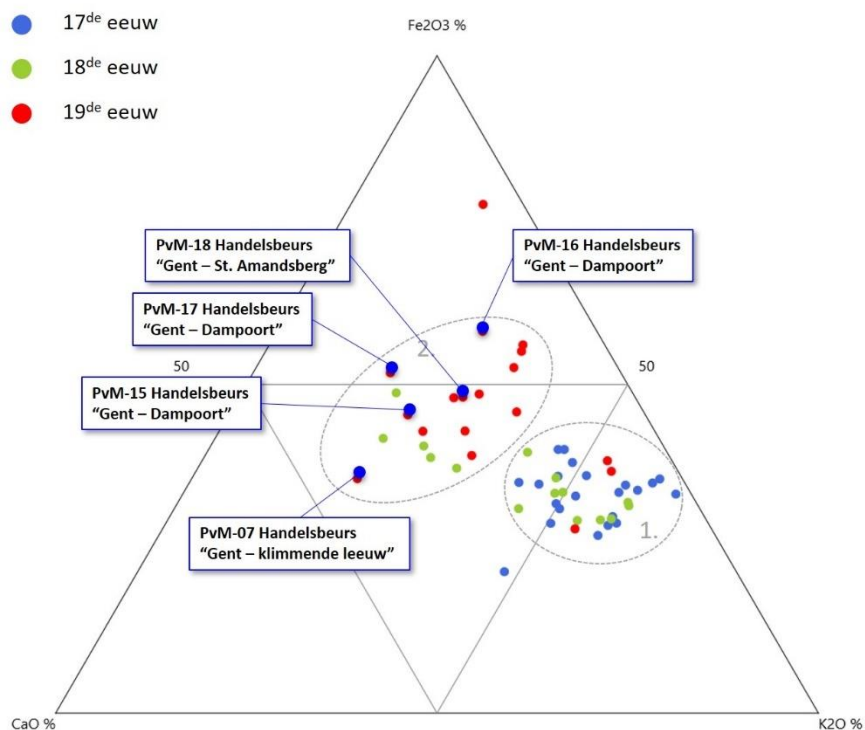 17de eeuw
18de eeuw
19de eeuw
Fe2O3 %
PvM-18 Handelsbeurs
“Gent – St. Amandsberg”
PvM-16 Handelsbeurs
“Gent – Dampoort”
PvM-17 Handelsbeurs
“Gent – Dampoort”
2.
50
50
PvM-15 Handelsbeurs
“Gent – Dampoort”
PvM-07 Handelsbeurs
“Gent – klimmende leeuw”
1.
CaO %
K2O %